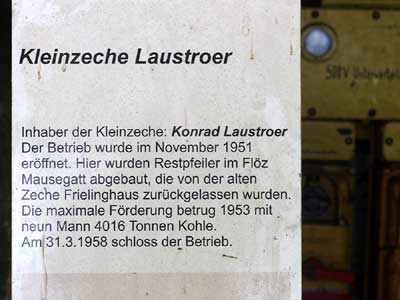 Kleinzeche Laustroer
Inhaber der Kleinzeche: Konrad Laustroer
Der Betrieb wurde im November 1951
eröffnet. Hier wurden Restpfeiler im Flöz
Mausegatt abgebaut, die von der alten
Zeche Frielinghaus zurückgelassen wurden.
Die maximale Förderung betrug 1953 mit
neun Mann 4016 Tonnen Kohle.
Am 31.3.1958 schloss der Betrieb.